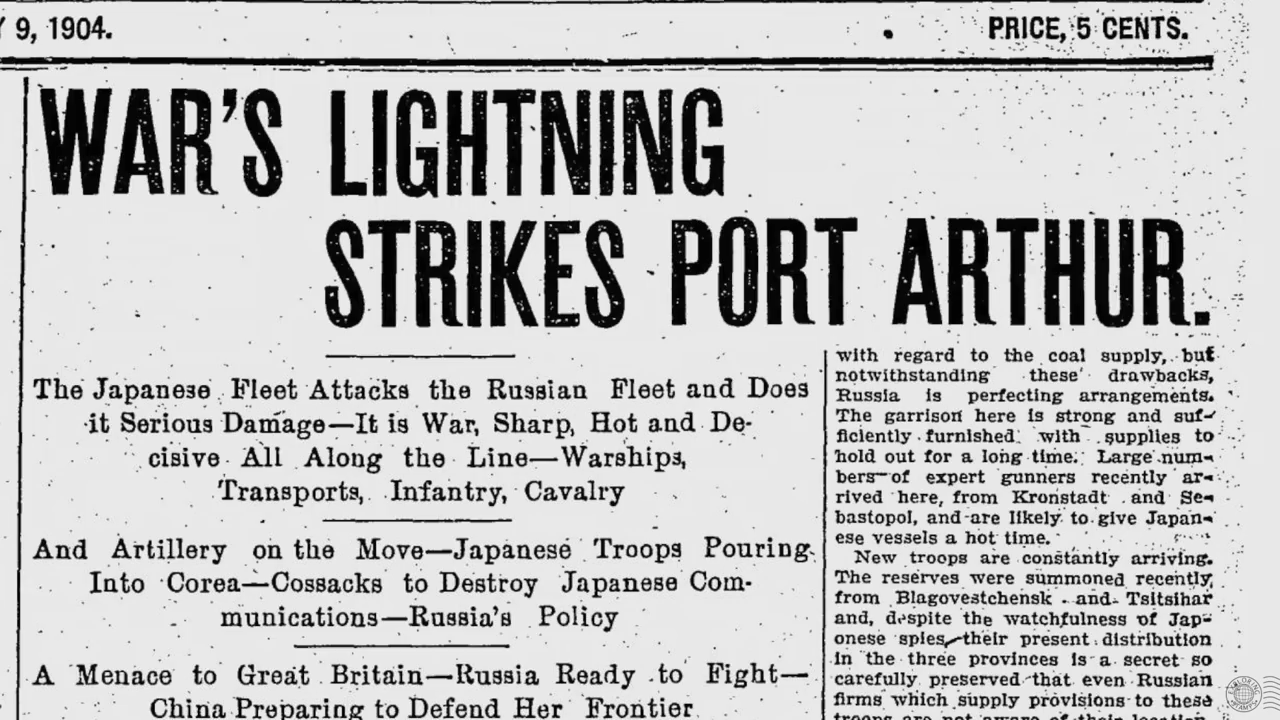 9, 1904.
PRICE, 5 CENTS.
WAR'S LIGHTNING
STRIKES PORT ARTHUR.
The Japanese Fleet Attacks the Russian Fleet and Does
it Serious Damage—It is War, Sharp, Hot and De-
cisive All Along the Line—Warships,
Transports, Infantry, Cavalry
And Artillery on the Move—Japanese Troops Pouring
Into Corea—Cossacks to Destroy Japanese Com-
munications—Russia's Policy
A Menace to Great Britain—Russia Ready to Fight—
China Preparing to Defend Her Frontier
with regard to the coal supply, but
notwithstanding these drawbacks,
Russia is perfecting arrangements.
The garrison here is strong and suf-
ficiently furnished with supplies to
hold out for a long time. Large num-
bers of expert gunners recently ar-
rived here, from Kronstadt and Se-
bastopol, and are likely to give Japan-
ese vessels a hot time.
New troops are constantly arriving.
The reserves were summoned recently
from Blagovestchensk and Tsitsihar
and, despite the watchfulness of Jap-
onese spies, their present distribution
in the three provinces is a secret so
carefully preserved that even Russian
firms which supply provisions to these
troops are not aware of their location